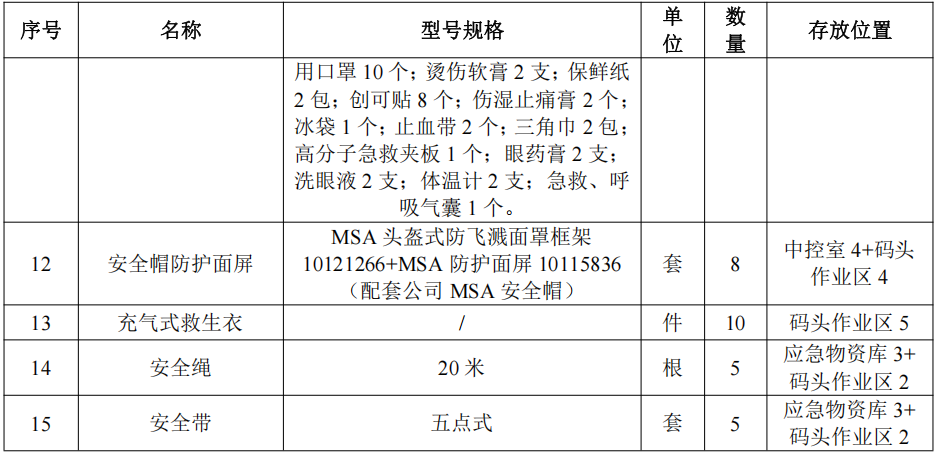 序号 名称 型号规格 单位 数量 存放位置
用口罩 10 个；烫伤软膏 2 支；保鲜纸
2 包；创可贴 8 个；伤湿止痛膏 2 个；
冰袋 1 个；止血带 2 个；三角巾 2 包；
高分子急救夹板 1 个；眼药膏 2 支；
洗眼液 2 支；体温计 2 支；急救、呼
吸气囊 1 个。
12 安全帽防护面屏 MSA 头盔式防飞溅面罩框架
10121266+MSA 防护面屏 10115836
（配套公司 MSA 安全帽） 套 8 中控室 4+码头
作业区 4
13 充气式救生衣 / 件 10 码头作业区 5
14 安全绳 20 米 根 5 应急物资库 3+
码头作业区 2
15 安全带 五点式 套 5 应急物资库 3+
码头作业区 2